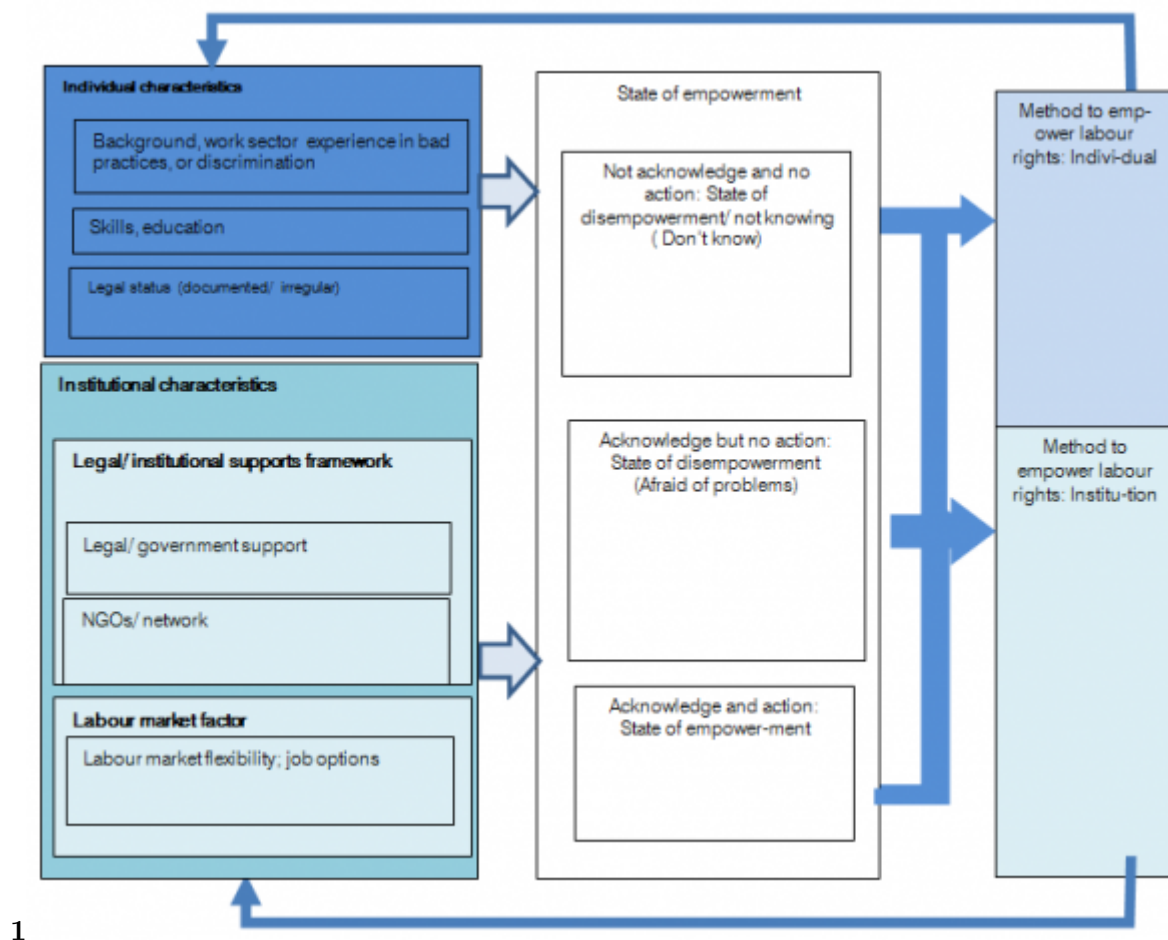 Individual characteristics
Background, work sector experience in bad
practices, or discrimination
Skills, education
Legal status (documented/ irregular)
Institutional characteristics
Legal/ institutional supports framework
Legal/ government support
NGOs/ network
Labour market factor
Labour market flexibility; job options
State of empowerment
Not acknowledge and no
action: State of
disempowerment/ not knowing
( Don't know)
Acknowledge but no action:
State of disempowerment
(Afraid of problems)
Acknowledge and action:
State of empower-ment
Method to emp-
ower labour
rights: Indivi-dual
Method to
empower labour
rights: Institu-tion
1